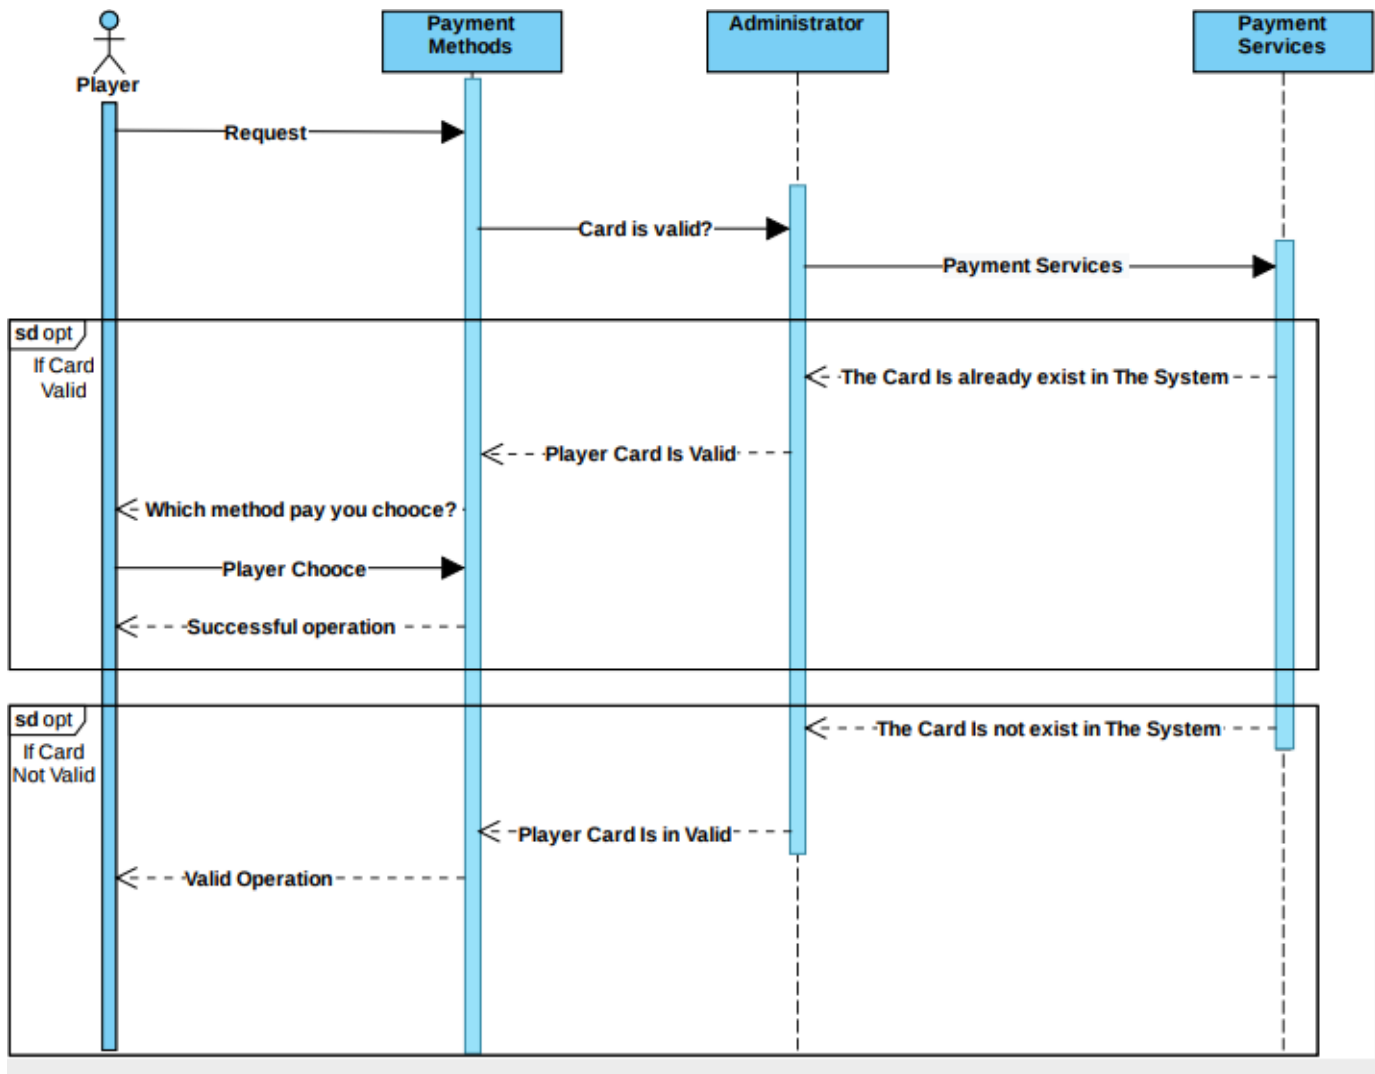 Payment
Methods
Administrator
Payment
Services
Player
Request
Card is valid?
Payment Services
sd opt
If Card
Valid
The Card Is already exist in The System
Player Card Is Valid
Which method pay you chooce?
Player Chooce
Successful operation
sd opt
If Card
Not Valid
The Card Is not exist in The System
Player Card Is in Valid
Valid Operation